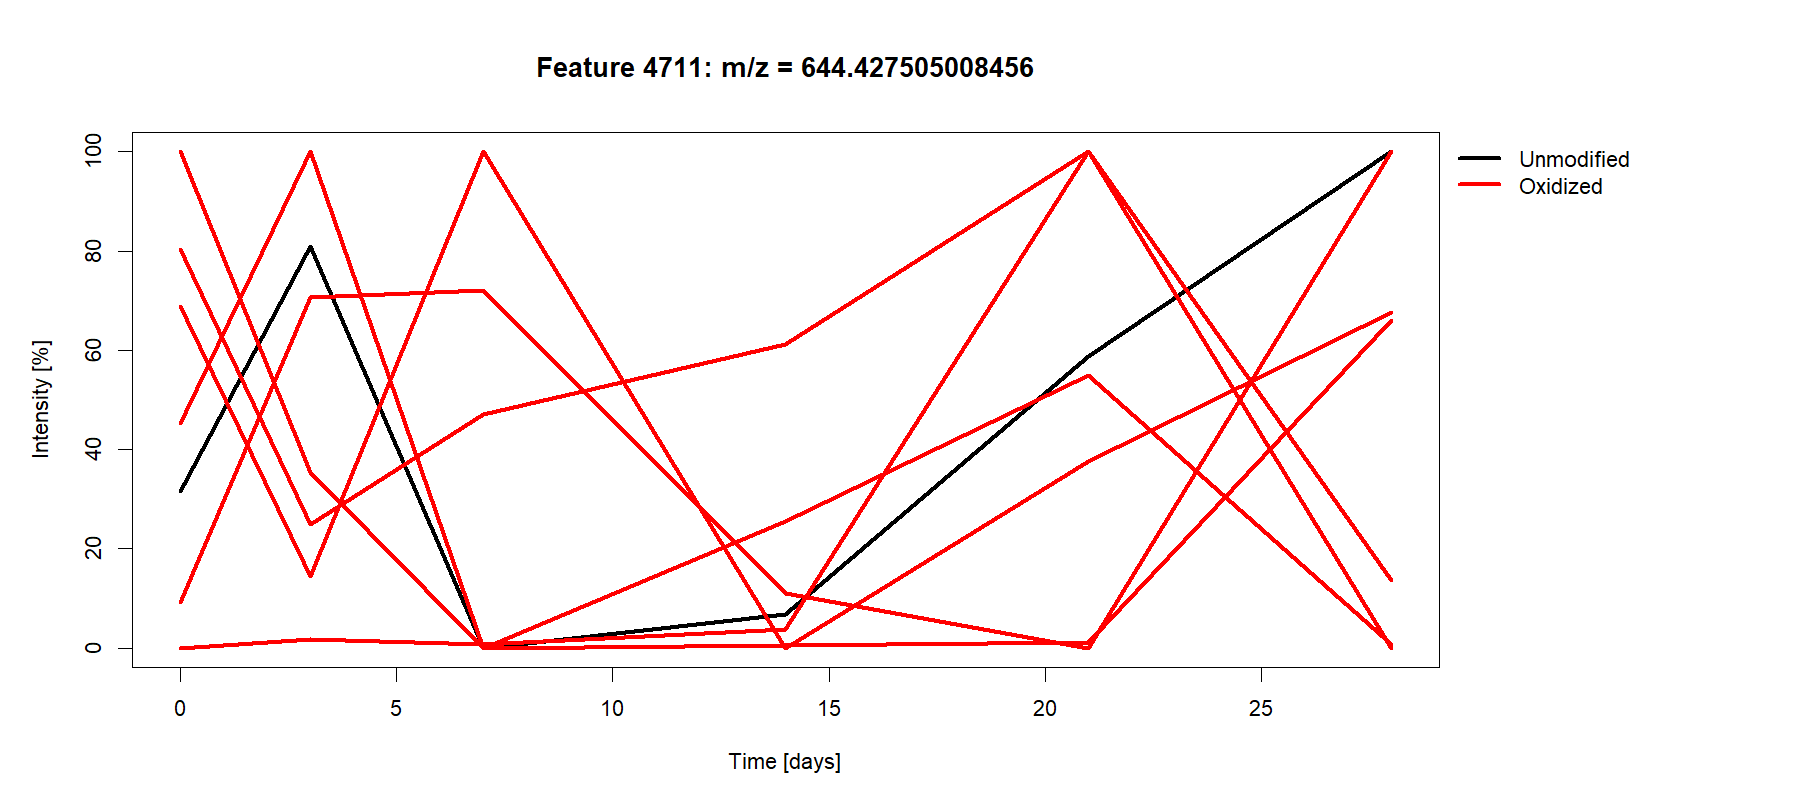 Feature 4711: m/z = 644.427505008456
Unmodified
Oxidized
Intensity [%]
100
80
60
40
20
0
0 5 10 15 20 25
Time [days]